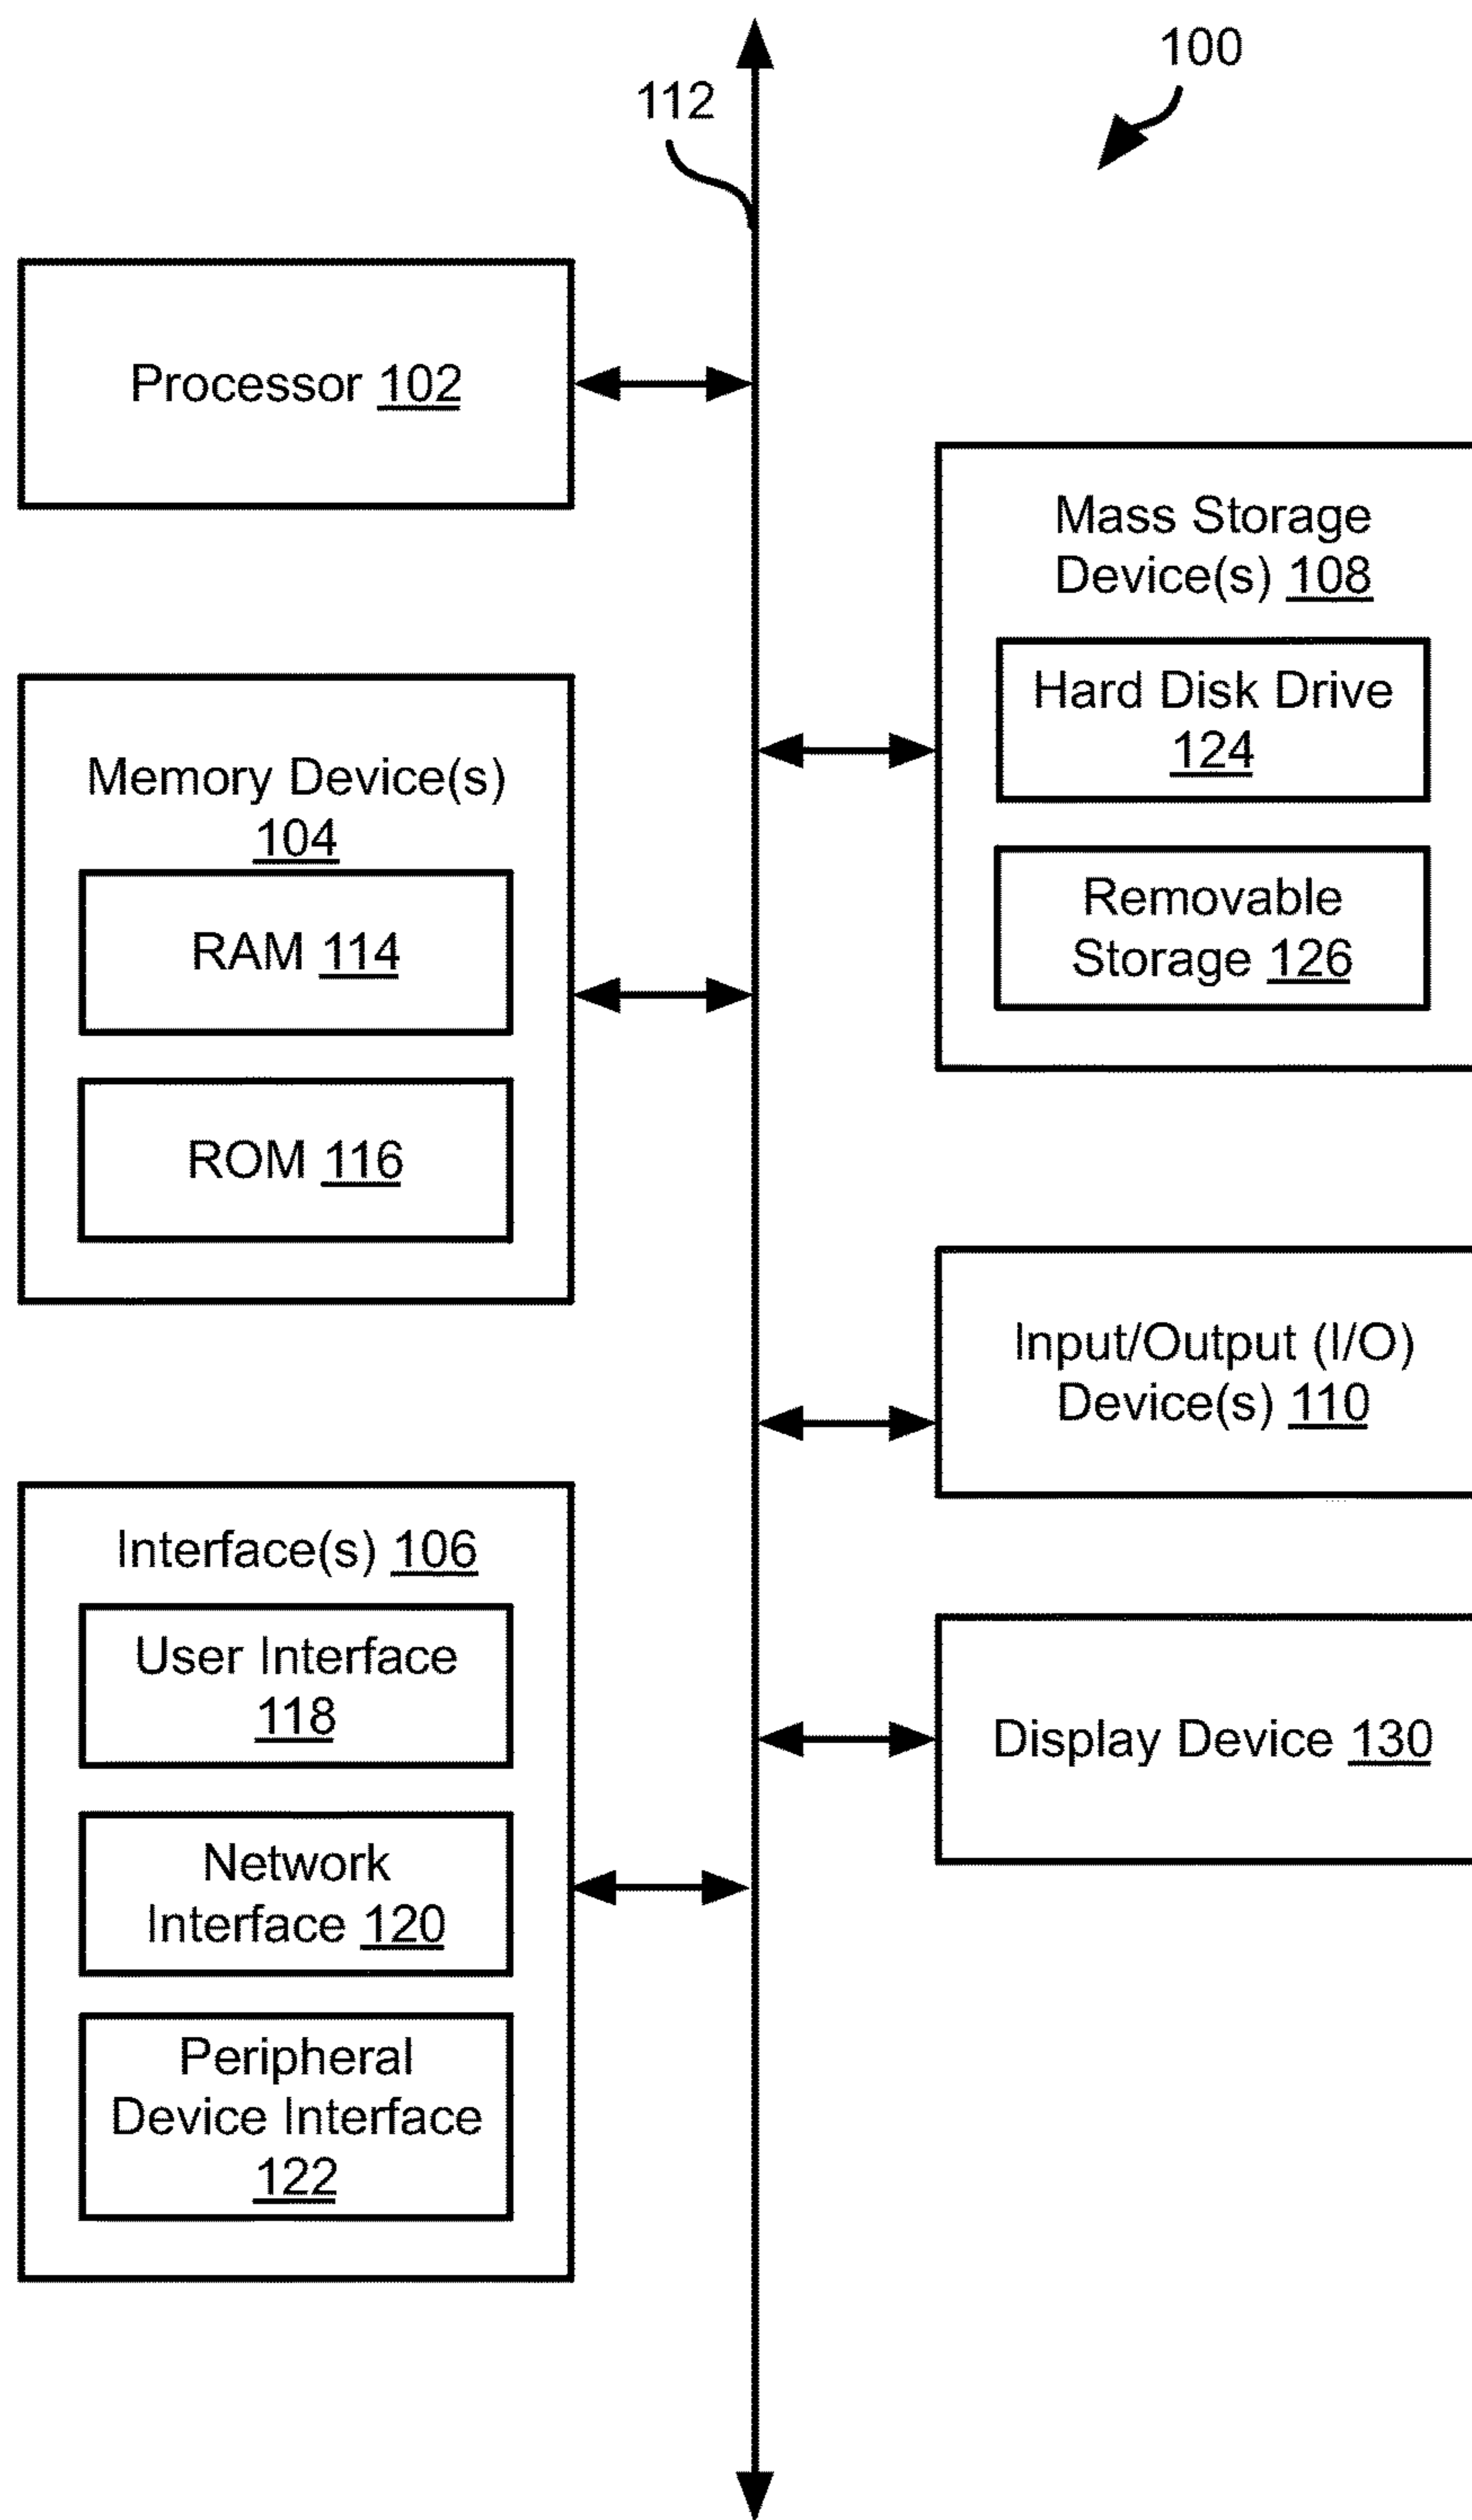 100
112
Processor 102
Mass Storage
Device(s) 108
Hard Disk Drive
124
Removable
Storage 126
Memory Device(s)
104
RAM 114
ROM 116
Input/Output (I/O)
Device(s) 110
Interface(s) 106
User Interface
118
Network
Interface 120
Peripheral
Device Interface
122
Display Device 130